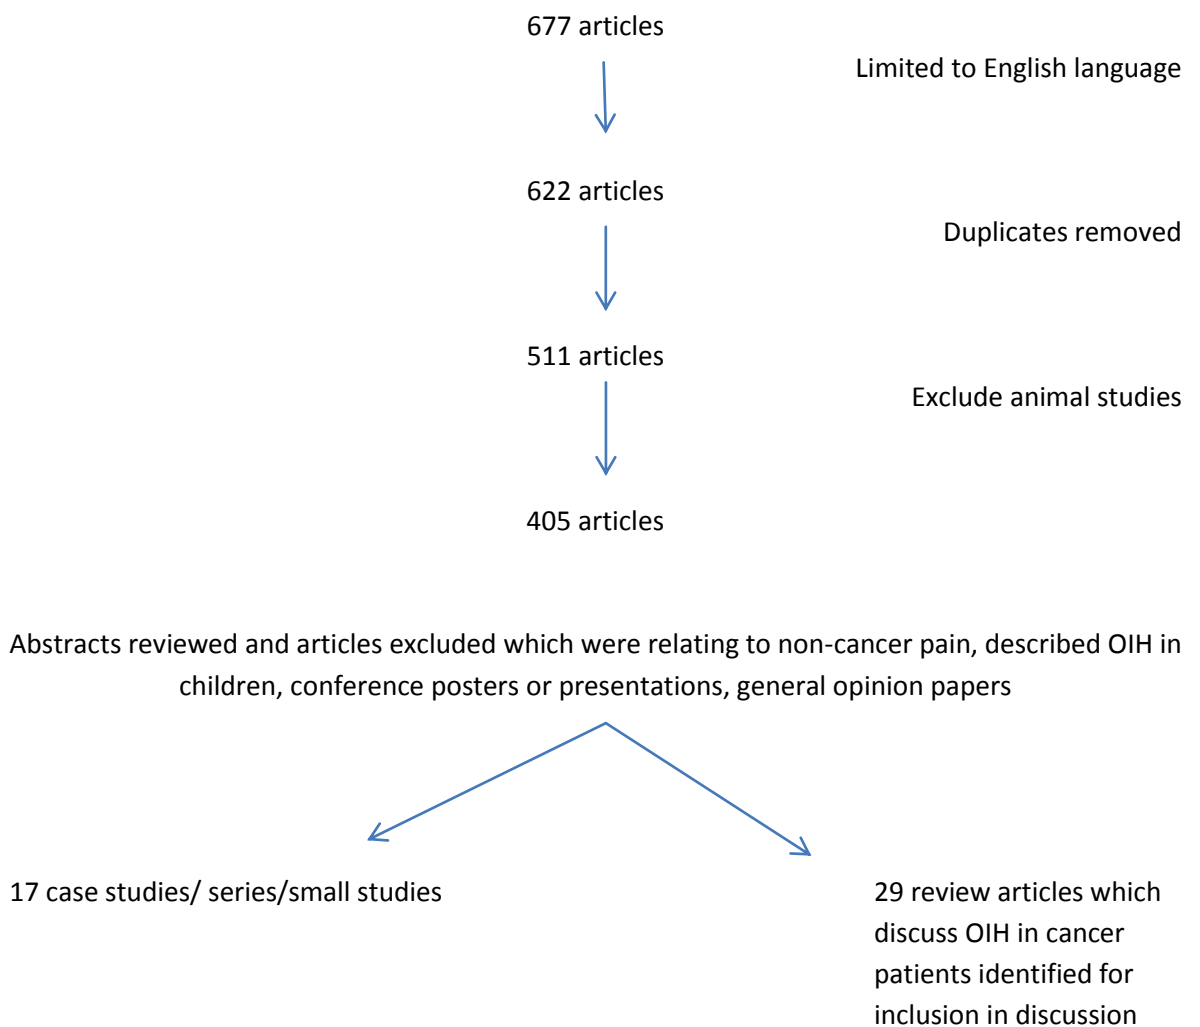 677 articles
Limited to English language
622 articles
Duplicates removed
511 articles
Exclude animal studies
405 articles
Abstracts reviewed and articles excluded which were relating to non-cancer pain, described OIH in
children, conference posters or presentations, general opinion papers
17 case studies/ series/small studies
29 review articles which
discuss OIH in cancer
patients identified for
inclusion in discussion